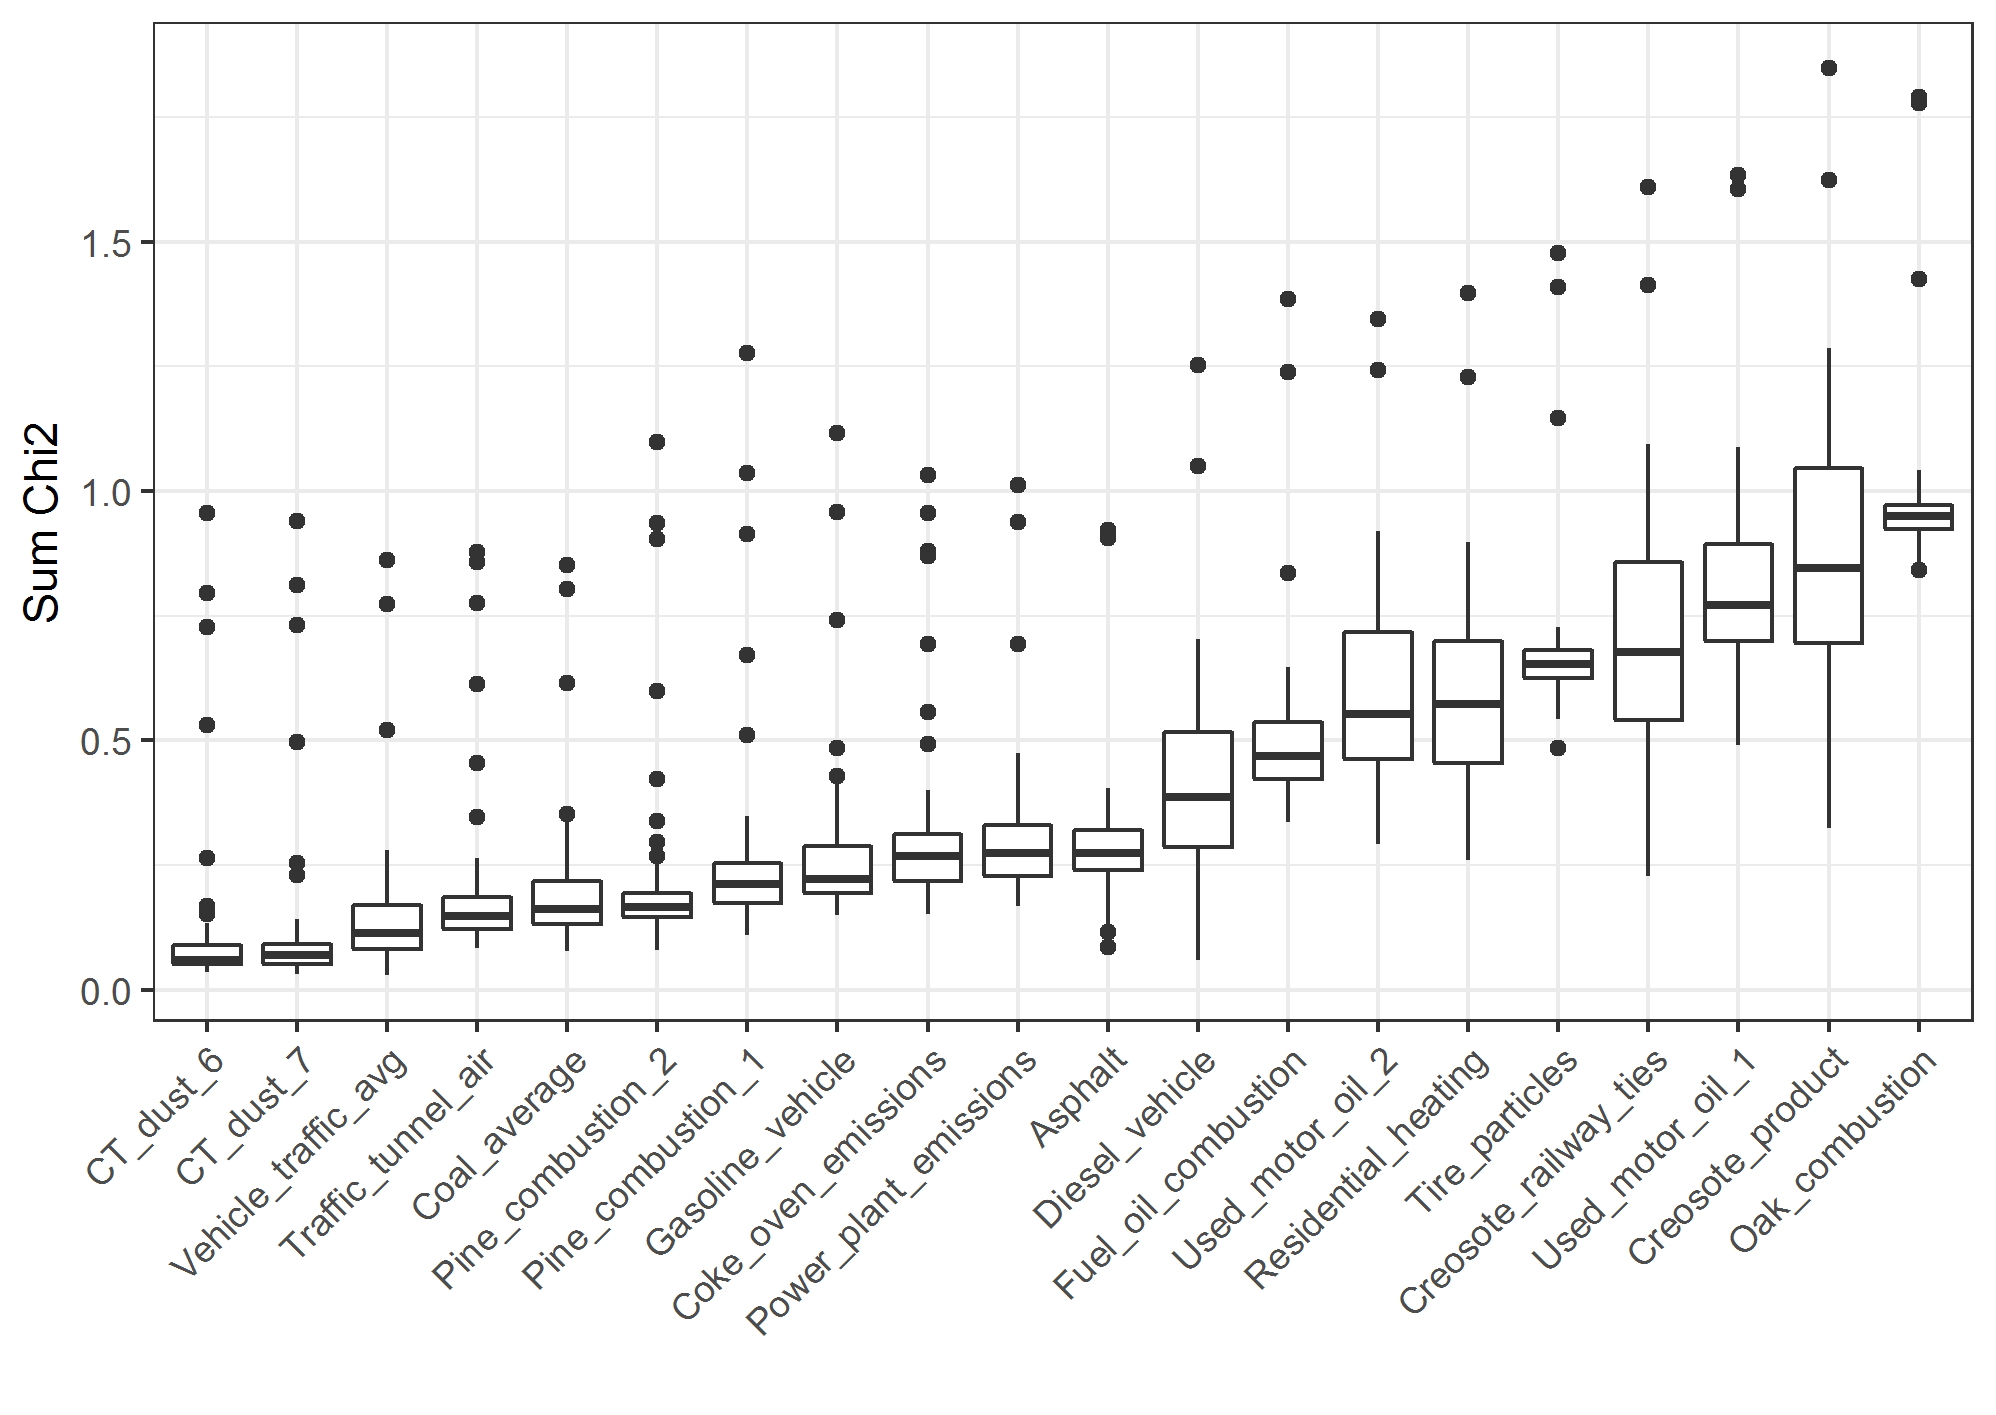 Sum Chi2
1.5
1.0
0.5
0.0
CT_dust_6
CT_dust_7
Vehicle_traffic_avg
Traffic_tunnel_air
Coal_average
Pine_combustion_2
Pine_combustion_1
Gasoline_vehicle
Coke_oven_emissions
Power_plant_emissions
Asphalt
Diesel_vehicle
Fuel_oil_combustion
Used_motor_oil_2
Residential_heating
Tire_particles
Creosote_railway_ties
Used_motor_oil_1
Creosote_product
Oak_combustion